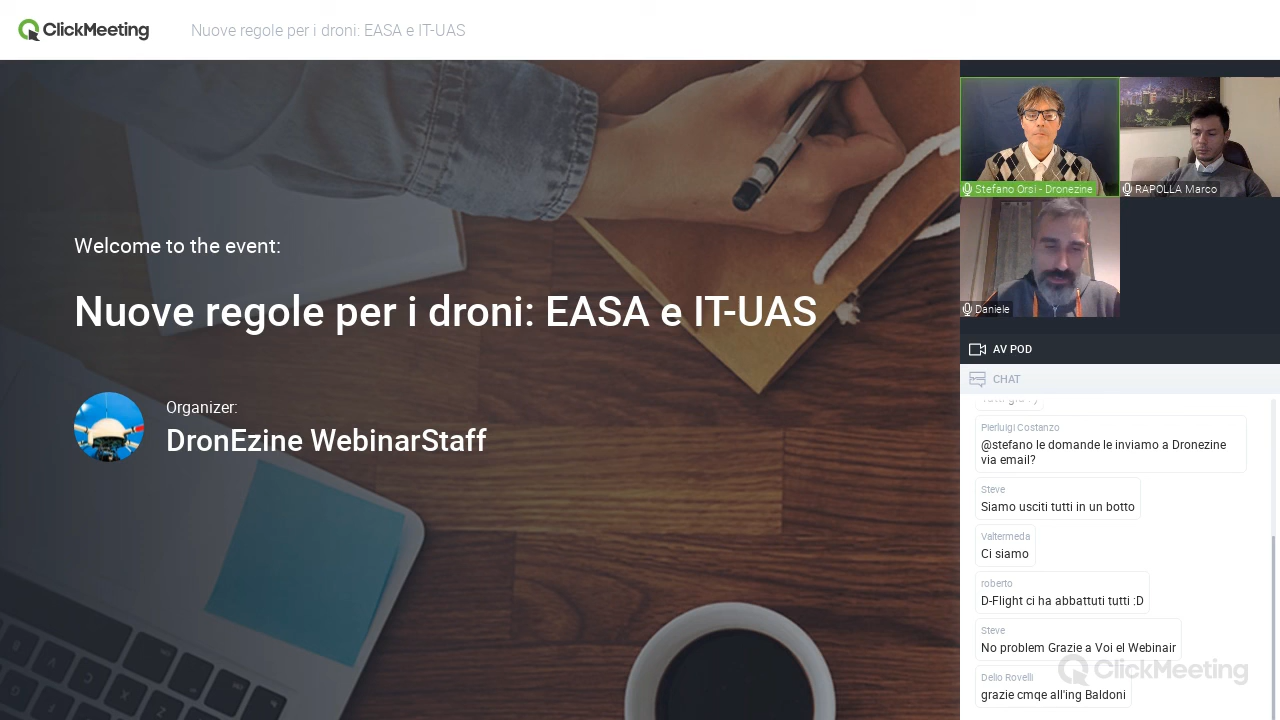 ClickMeeting
Nuove regole per i droni: EASA e IT-UAS
Welcome to the event:
Nuove regole per i droni: EASA e IT-UAS
Organizer:
DronEzine WebinarStaff
Stefano Orsi - Dronezine
RAPOLLA Marco
Daniele
AV POD
CHAT
Pierluigi Costanzo
@stefano le domande le inviamo a Dronezine
via email?
Steve
Siamo usciti tutti in un botto
Valtermeda
Ci siamo
roberto
D-Flight ci ha abbattuti tutti :D
Steve
No problem Grazie a Voi el Webinair
ClickMeeting
Delio Rovelli
grazie cmqe all'ing Baldoni